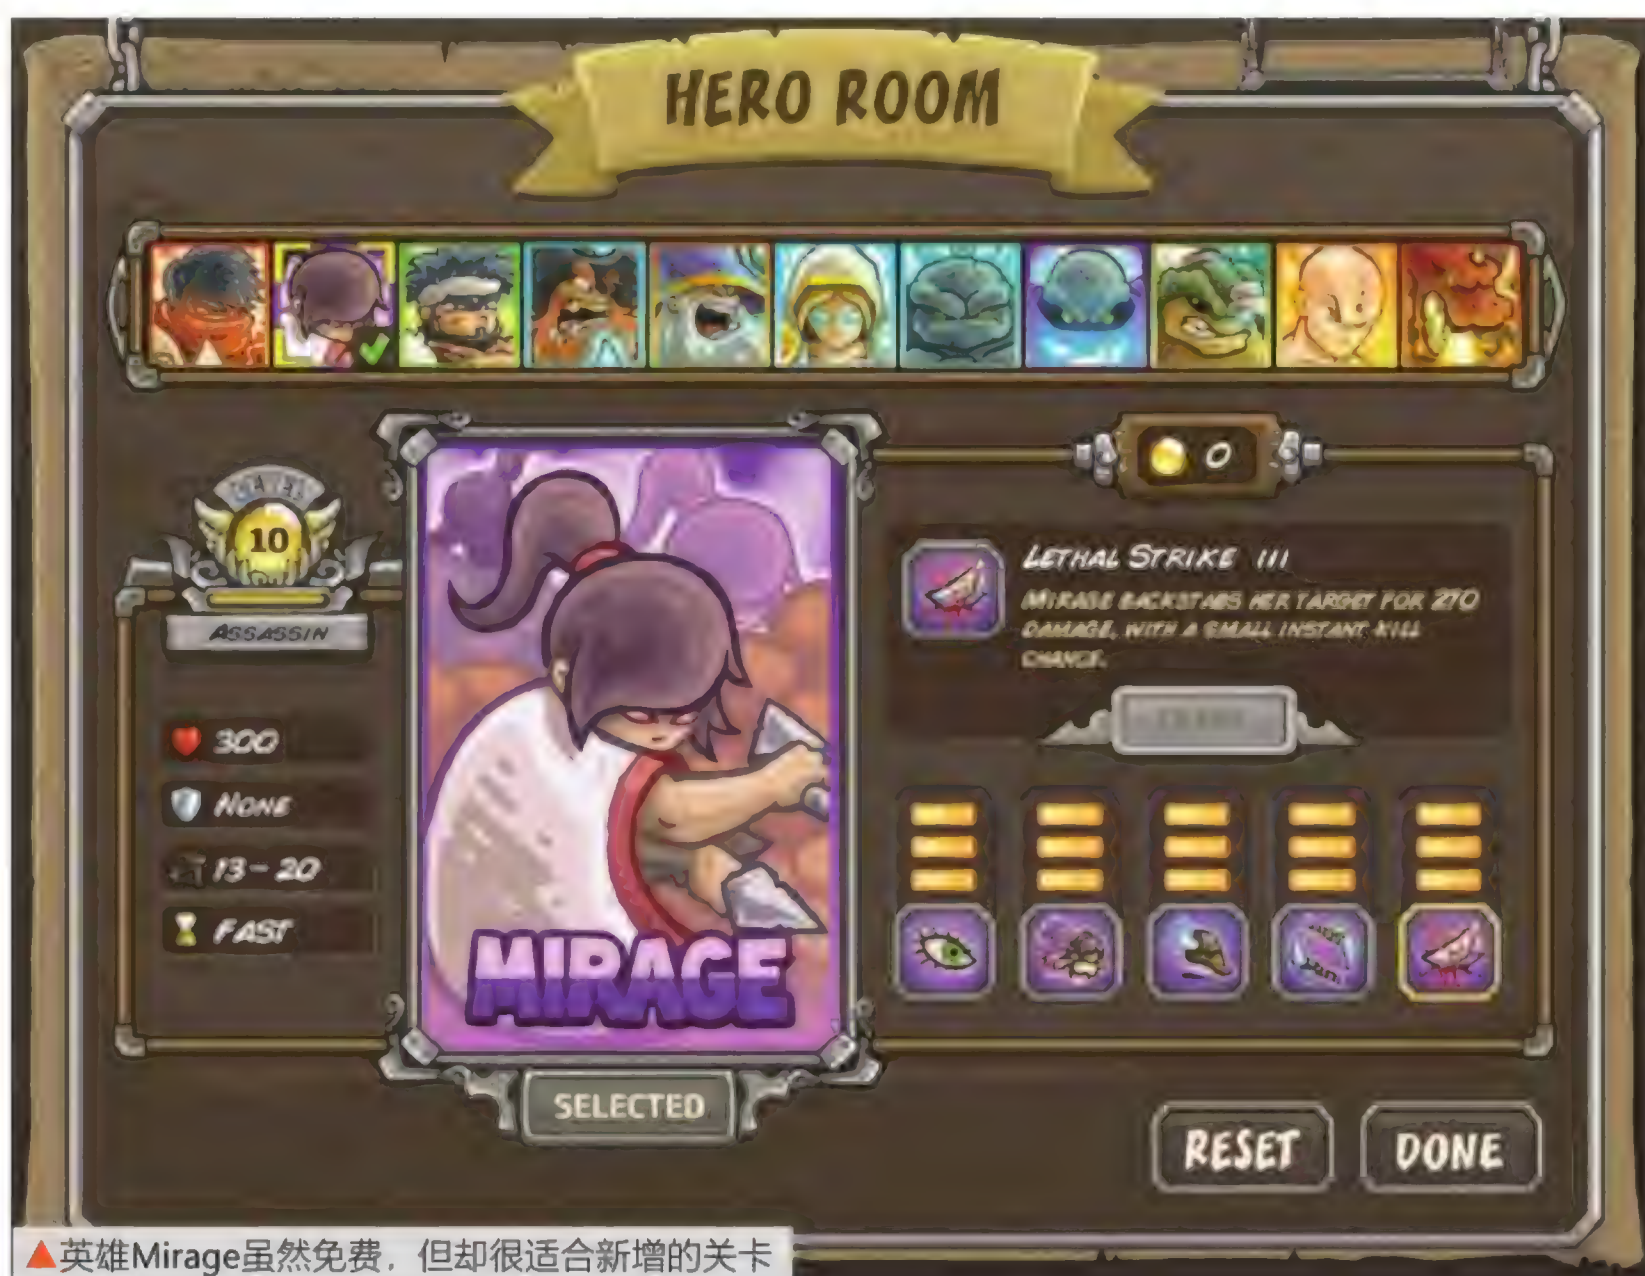 HERO ROOM
0
10
ASSASSIN
LETHAL STRIKE III
MIRAGE BACKSTABS HER TARGET FOR 270
DAMAGE, WITH A SMALL INSTANT KILL
CHANCE.
300
NONE
13-20
FAST
MIRAGE
SELECTED
RESET
DONE
▲英雄Mirage虽然免费，但却很适合新增的关卡